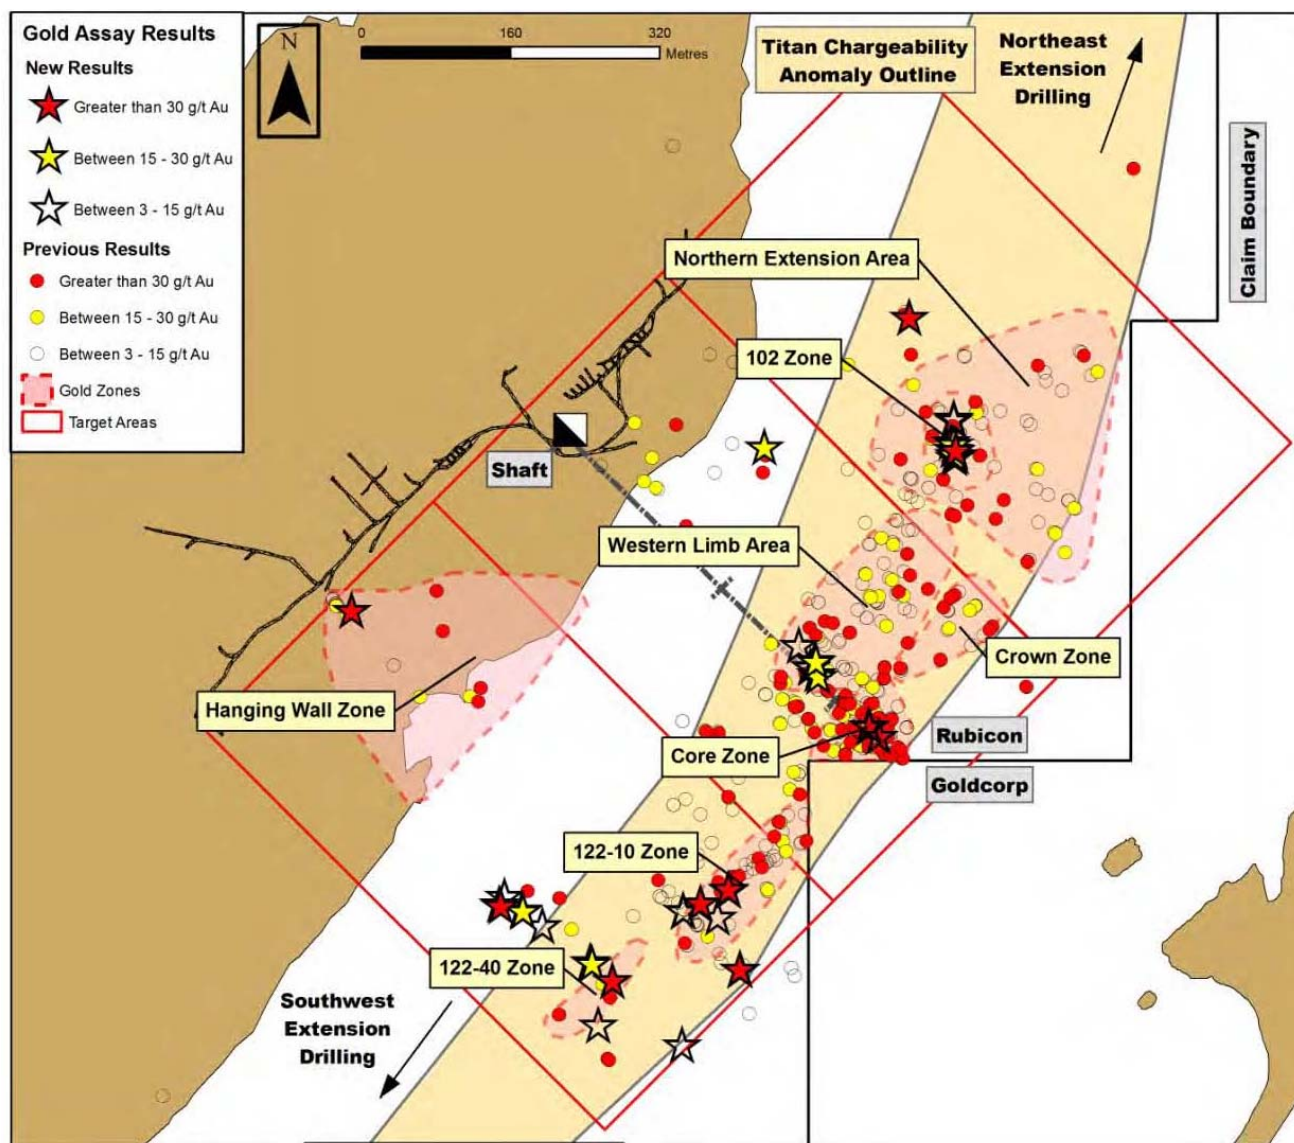 Gold Assay Results
New Results
Greater than 30 g/t Au
Between 15 - 30 g/t Au
Between 3 - 15 g/t Au
Previous Results
Greater than 30 g/t Au
Between 15 - 30 g/t Au
Between 3 - 15 g/t Au
Gold Zones
Target Areas
N
0 160 320
Metres
Titan Chargeability
Anomaly Outline
Northeast
Extension
Drilling
Claim Boundary
Northern Extension Area
102 Zone
Shaft
Western Limb Area
Crown Zone
Hanging Wall Zone
Core Zone
Rubicon
Goldcorp
122-10 Zone
122-40 Zone
Southwest
Extension
Drilling